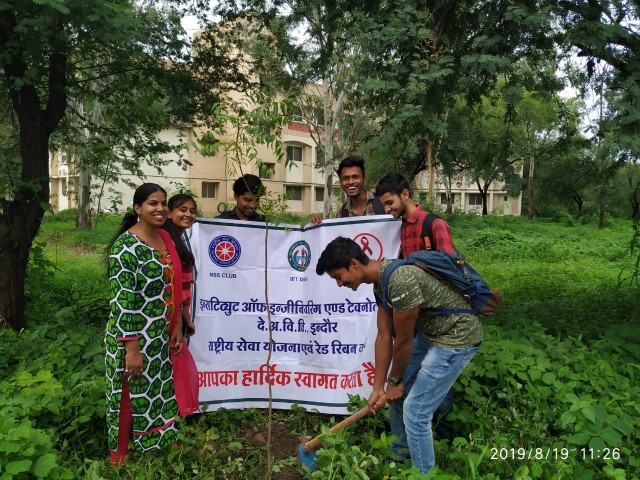 NSS CLUB
IET DAVV
इन्स्टिट्यूट ऑफ इन्जीनियरिंग एण्ड टेक्नो
दे.अ.वि.वि., इन्दौर
राष्ट्रीय सेवा योजना एवं रेड रिबन
आपका हार्दिक स्वागत करता है
2019/8/19 11:26